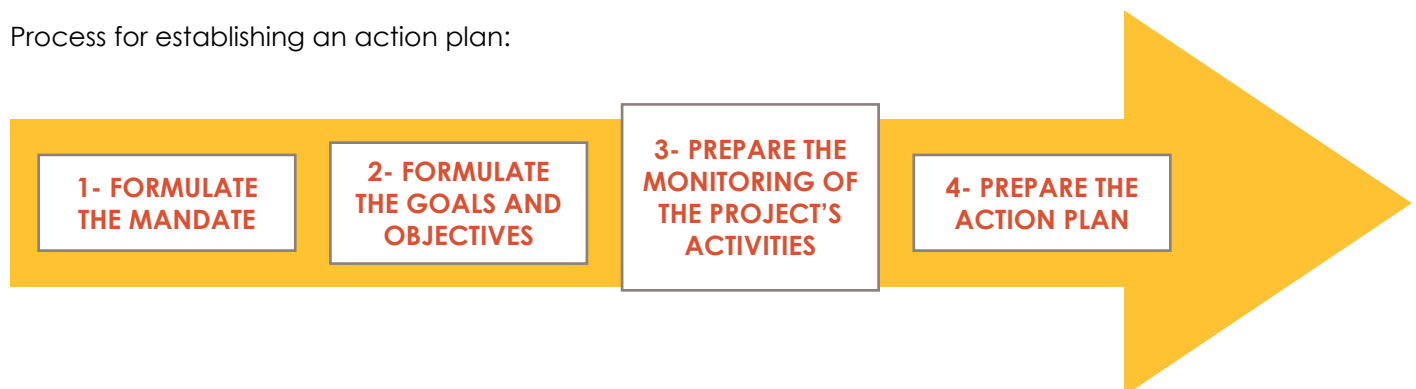 Process for establishing an action plan:
1- FORMULATE
THE MANDATE
2- FORMULATE
THE GOALS AND
OBJECTIVES
3- PREPARE THE
MONITORING OF
THE PROJECT’S
ACTIVITIES
4- PREPARE THE
ACTION PLAN